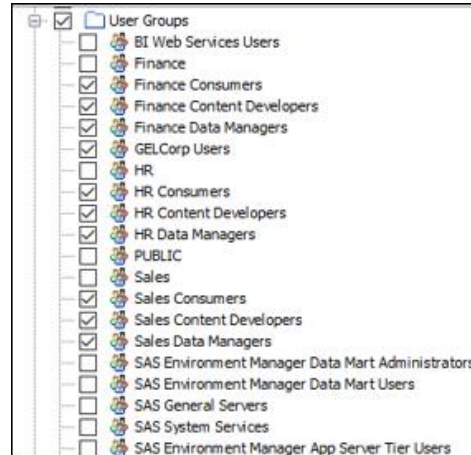 User Groups
BI Web Services Users
Finance
Finance Consumers
Finance Content Developers
Finance Data Managers
GELCorp Users
HR
HR Consumers
HR Content Developers
HR Data Managers
PUBLIC
Sales
Sales Consumers
Sales Content Developers
Sales Data Managers
SAS Environment Manager Data Mart Administrators
SAS Environment Manager Data Mart Users
SAS General Servers
SAS System Services
SAS Environment Manager App Server Tier Users